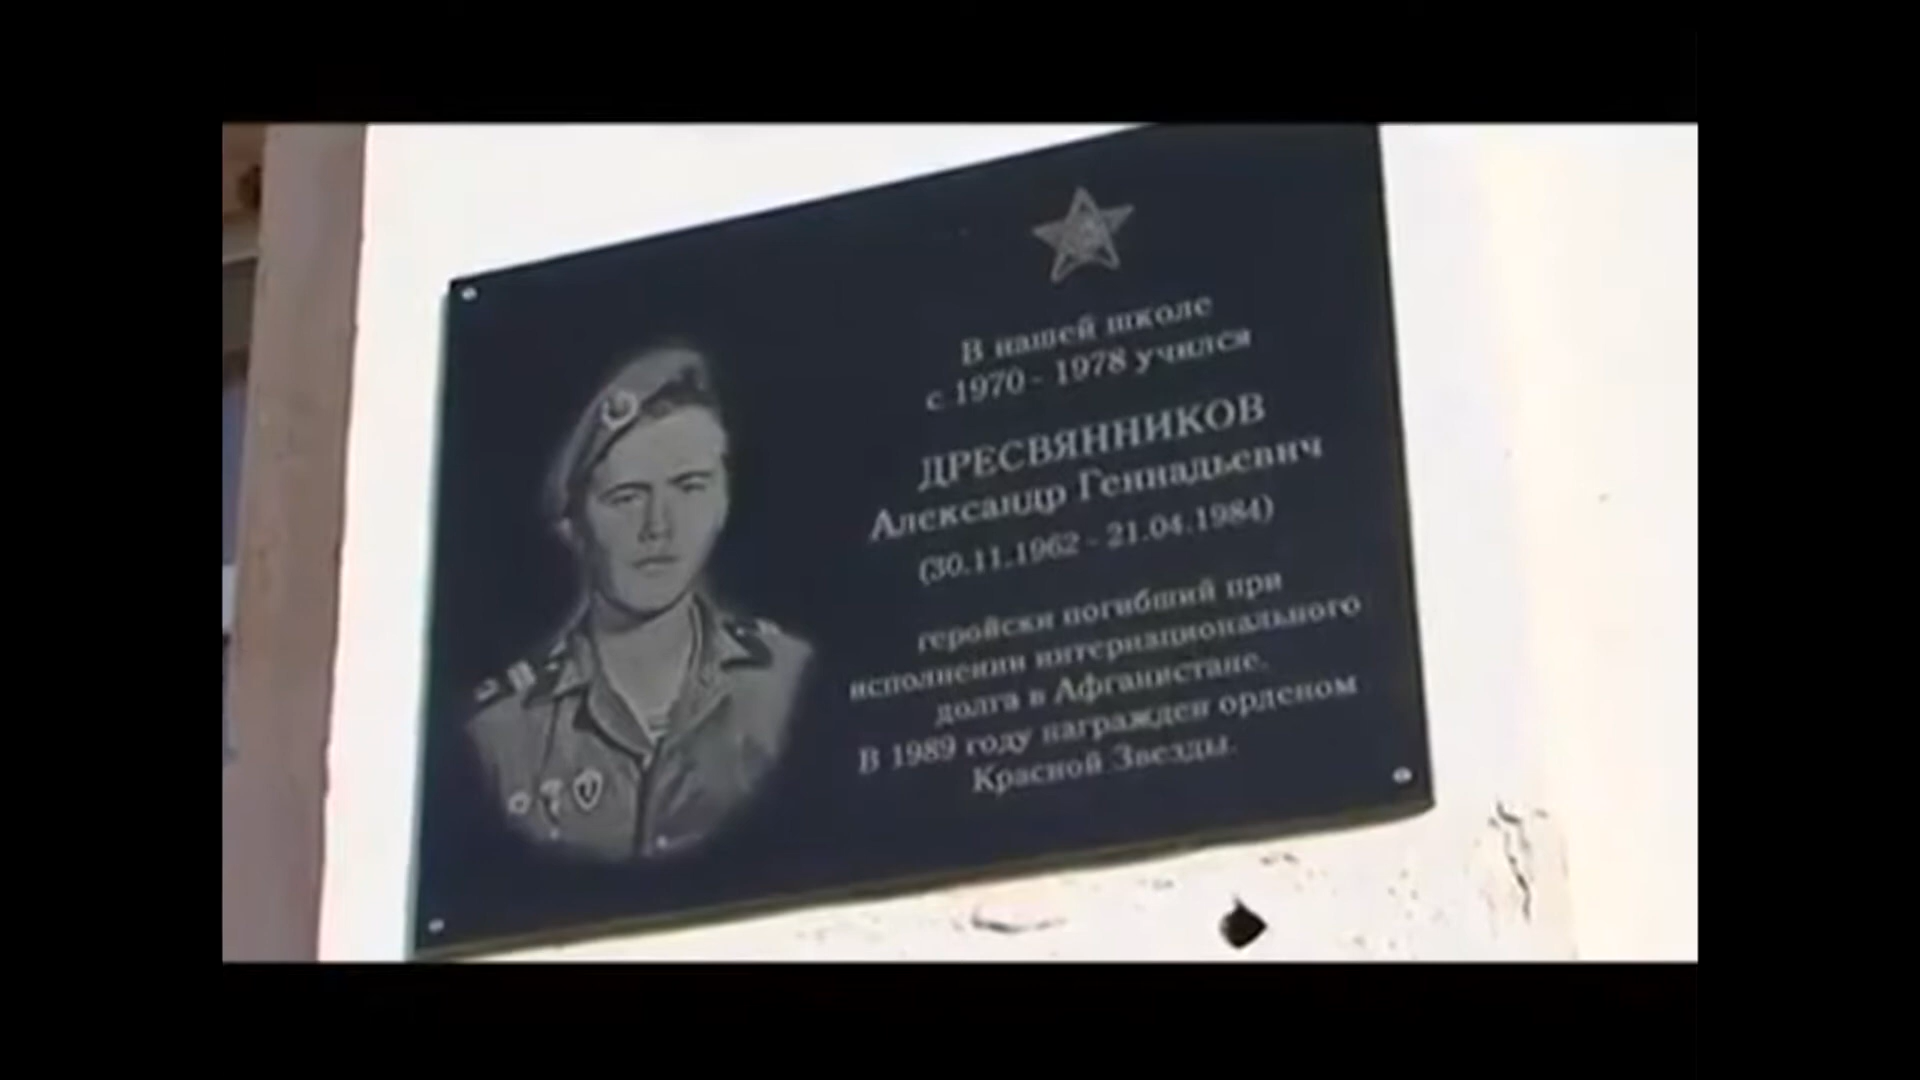 В нашей школе
с 1970 - 1978 учился
ДРЕСВЯННИКОВ
Александр Геннадьевич
(30.11.1962 - 21.04.1984)
геройски погибший при
исполнении интернационального
долга в Афганистане.
В 1989 году награжден орденом
Красной Звезды.